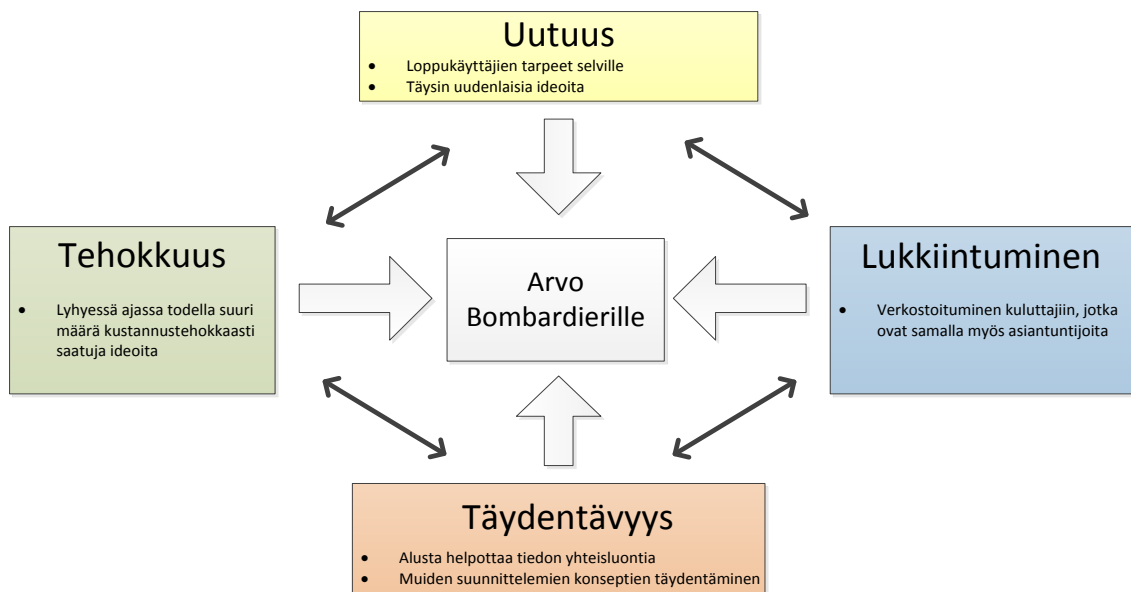 Uutuus
• Loppukäyttäjien tarpeet selville
• Täysin uudenlaisia ideoita
Tehokkuus
• Lyhyessä ajassa todella suuri
määrä kustannustehokkaasti
saatuja ideoita
Arvo
Bombardierille
Lukkiintuminen
• Verkostoituminen kuluttajiin, jotka
ovat samalla myös asiantuntijoita
Täydentävyys
• Alusta helpottaa tiedon yhteisluontia
• Muiden suunnittelemien konseptien täydentäminen